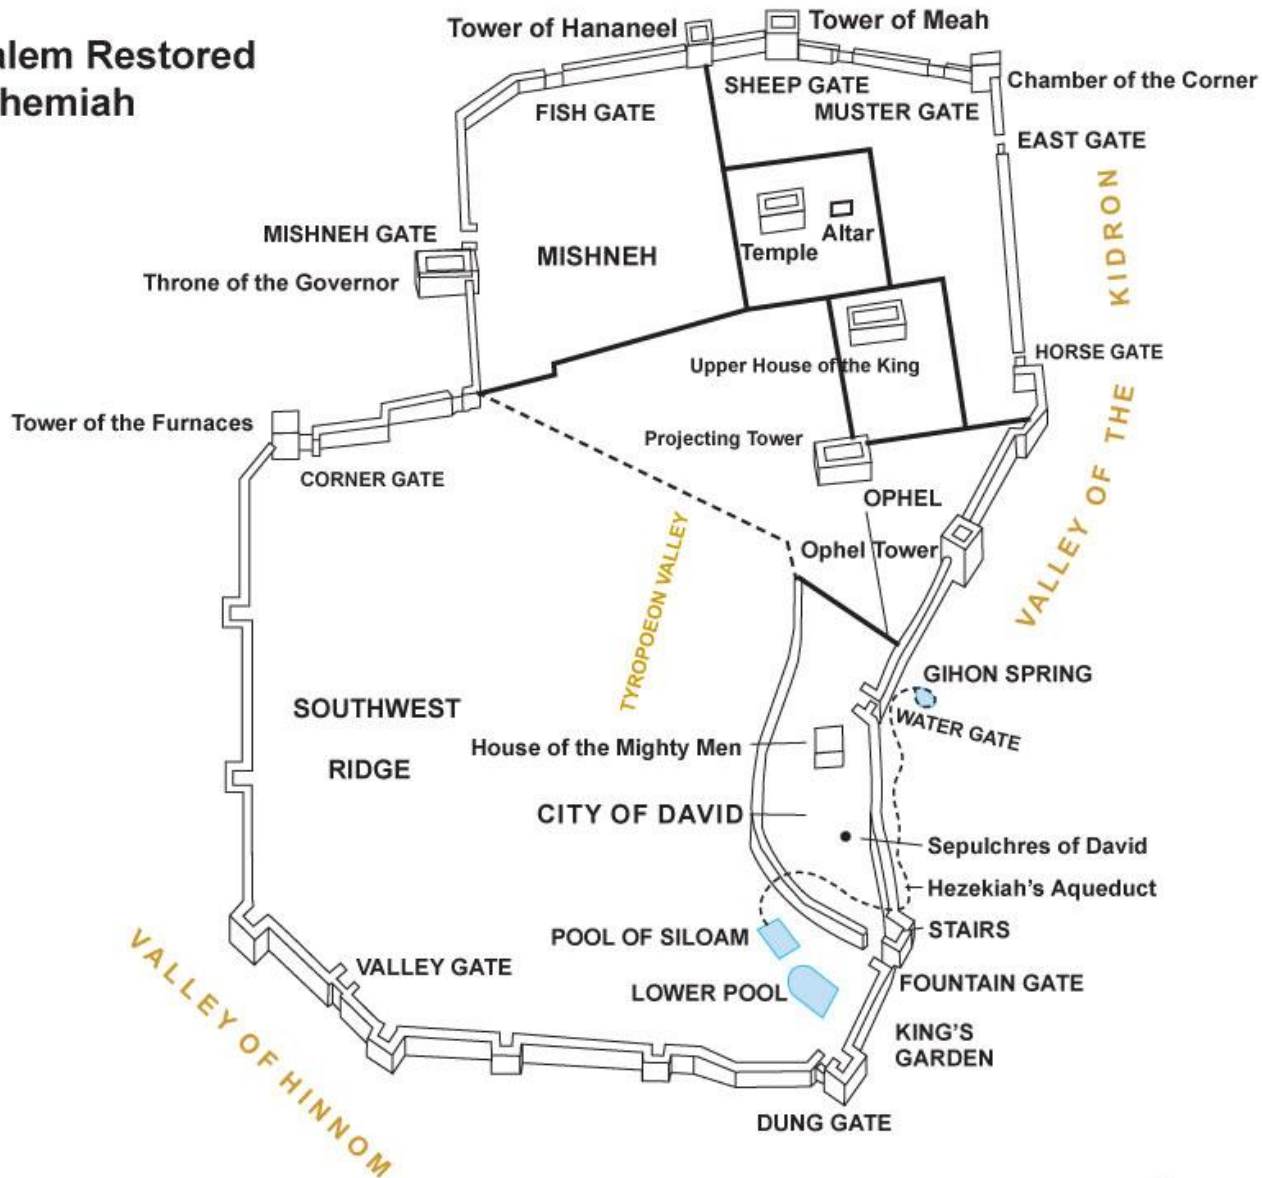 alem Restored
hemiah
Tower of Hananeel
Tower of Meah
SHEEP GATE
Chamber of the Corner
FISH GATE
MUSTER GATE
EAST GATE
MISHNEH GATE
MISHNEH
Temple
Altar
Throne of the Governor
VALLEY OF THE KIDRON
HORSE GATE
Upper House of the King
Tower of the Furnaces
Projecting Tower
CORNER GATE
OPHEL
Ophel Tower
TYROPOEON VALLEY
GIHON SPRING
WATER GATE
SOUTHWEST
RIDGE
House of the Mighty Men
CITY OF DAVID
Sepulchres of David
Hezekiah's Aqueduct
STAIRS
POOL OF SILOAM
VALLEY GATE
LOWER POOL
FOUNTAIN GATE
KING'S
GARDEN
VALLEY OF HINNOM
DUNG GATE